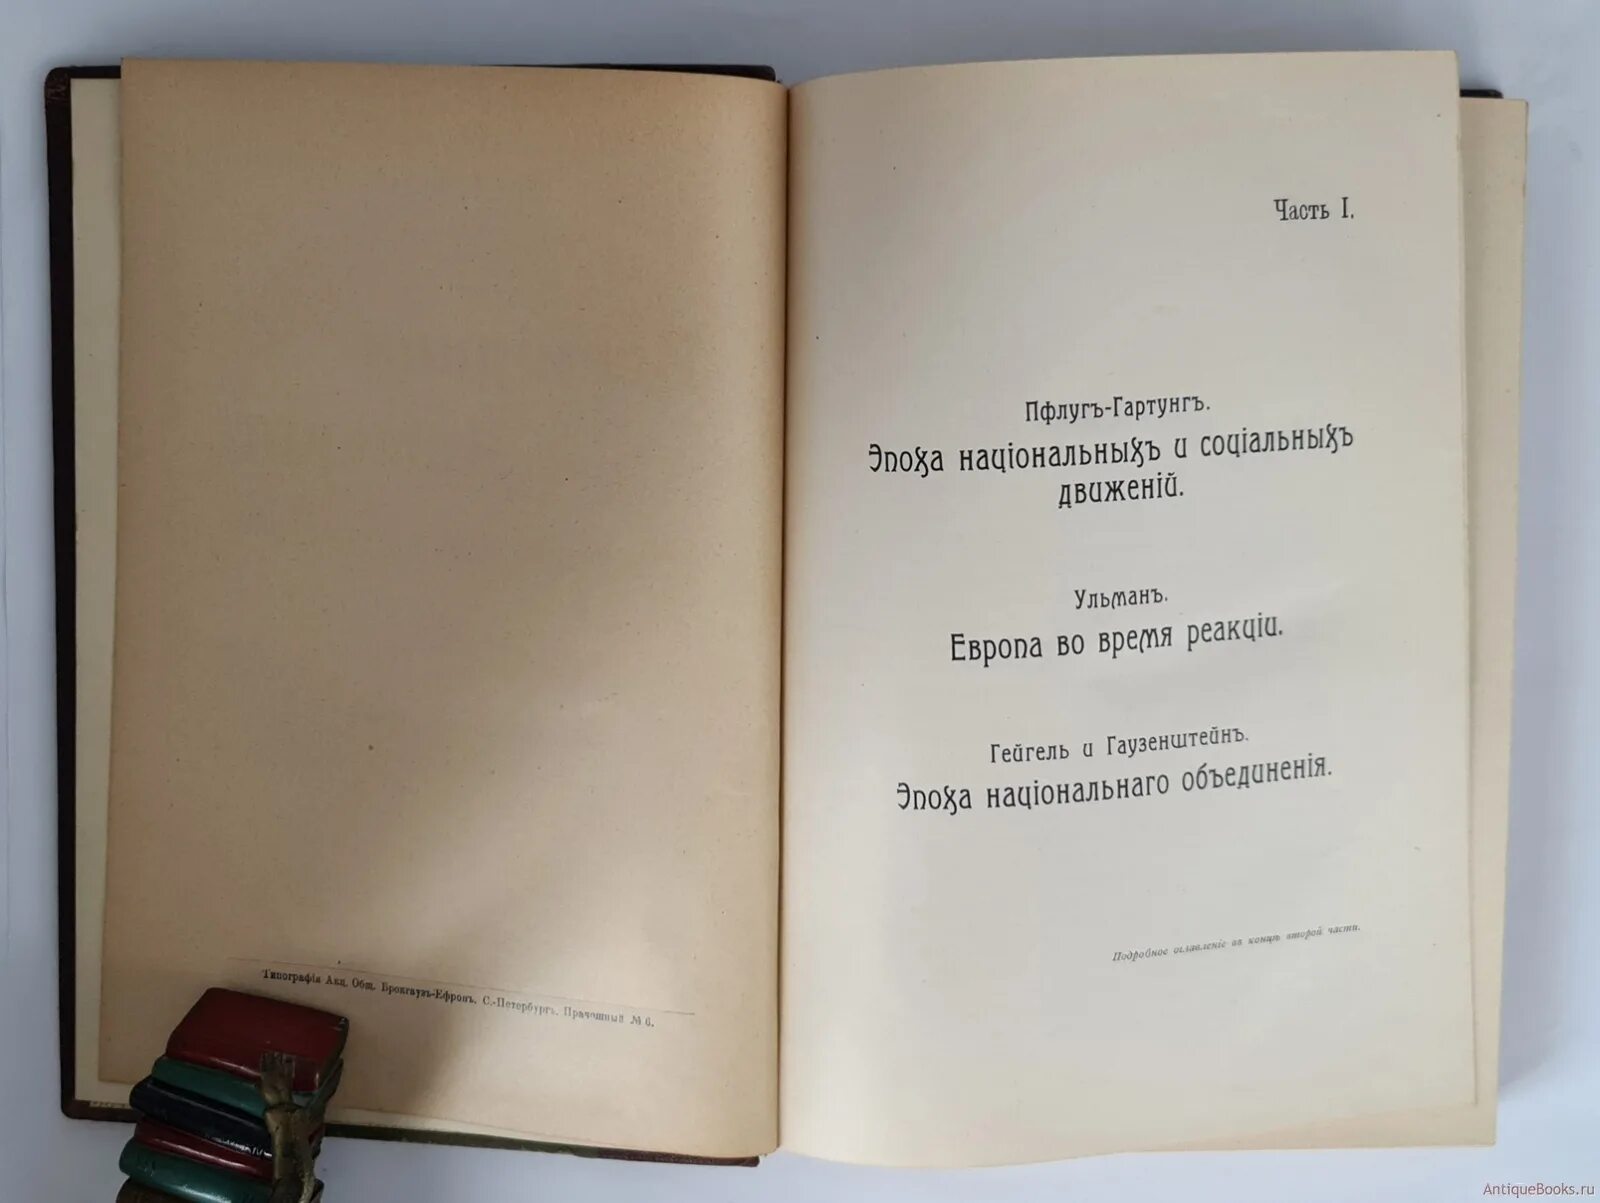 Типографія Акц. Общ. Брокгаузъ-Ефронъ. С.-Петербургъ. Прачешный № 6.
Часть I.
Пфлугъ-Гартунгъ.
Эпоха національныхъ и соціальныхъ
движеній.
Ульманъ.
Европа во время реакціи.
Гейгель и Гаузенштейнъ.
Эпоха національнаго объединенія.
Подробное оглавленіе въ концѣ второй части.
AntiqueBooks.ru